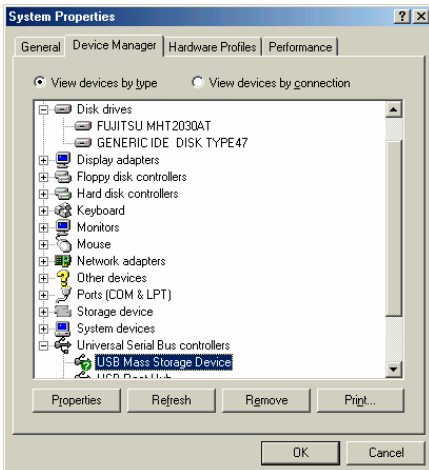 System Properties
General Device Manager Hardware Profiles Performance
View devices by type View devices by connection
Disk drives
FUJITSU MHT2030AT
GENERIC IDE DISK TYPE47
Display adapters
Floppy disk controllers
Hard disk controllers
Keyboard
Monitors
Mouse
Network adapters
Other devices
Ports (COM & LPT)
Storage device
System devices
Universal Serial Bus controllers
USB Mass Storage Device
USB Root Hub
Properties Refresh Remove Print...
OK Cancel